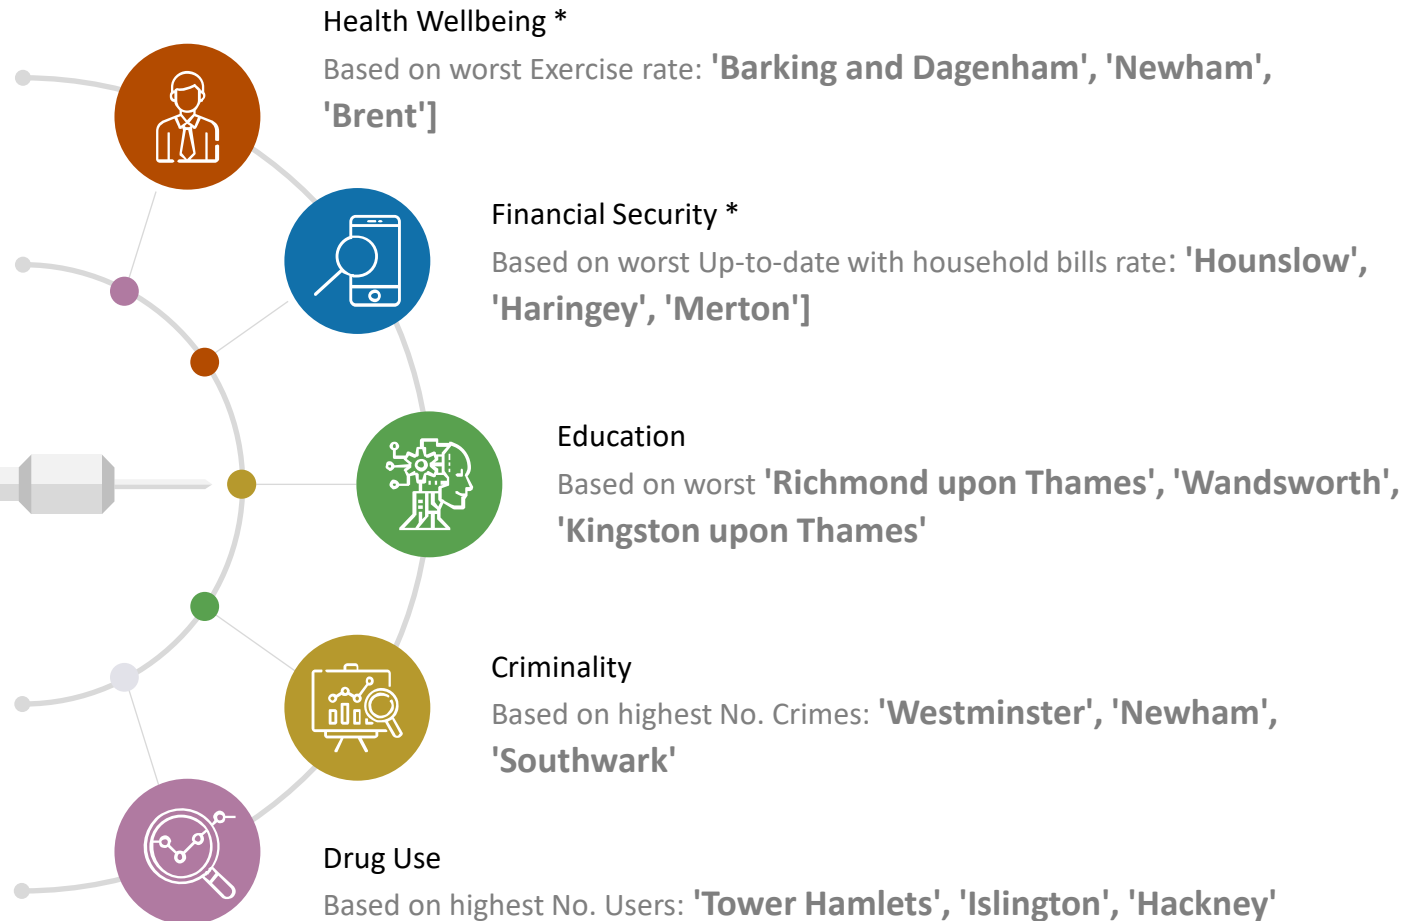 Health Wellbeing *
Based on worst Exercise rate: 'Barking and Dagenham', 'Newham',
'Brent']
Financial Security *
Based on worst Up-to-date with household bills rate: 'Hounslow',
'Haringey', 'Merton']
Education
Based on worst 'Richmond upon Thames', 'Wandsworth',
'Kingston upon Thames'
Criminality
Based on highest No. Crimes: 'Westminster', 'Newham',
'Southwark'
Drug Use
Based on highest No. Users: 'Tower Hamlets', 'Islington', 'Hackney'